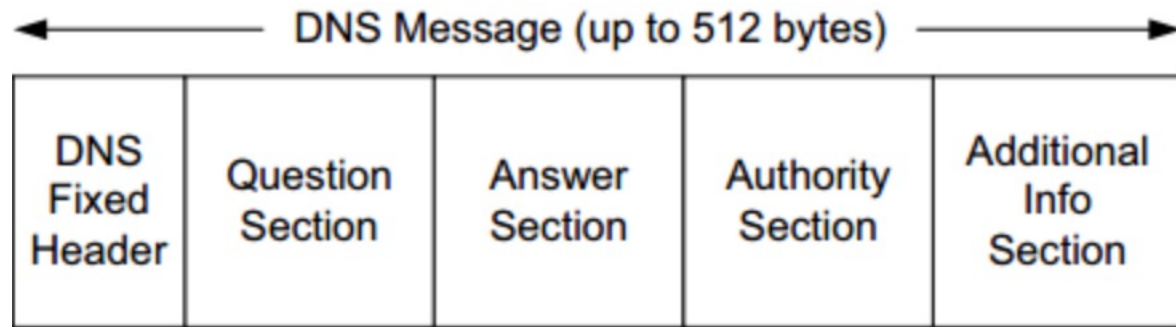 DNS Message (up to 512 bytes)
DNS
Fixed
Header
Question
Section
Answer
Section
Authority
Section
Additional
Info
Section